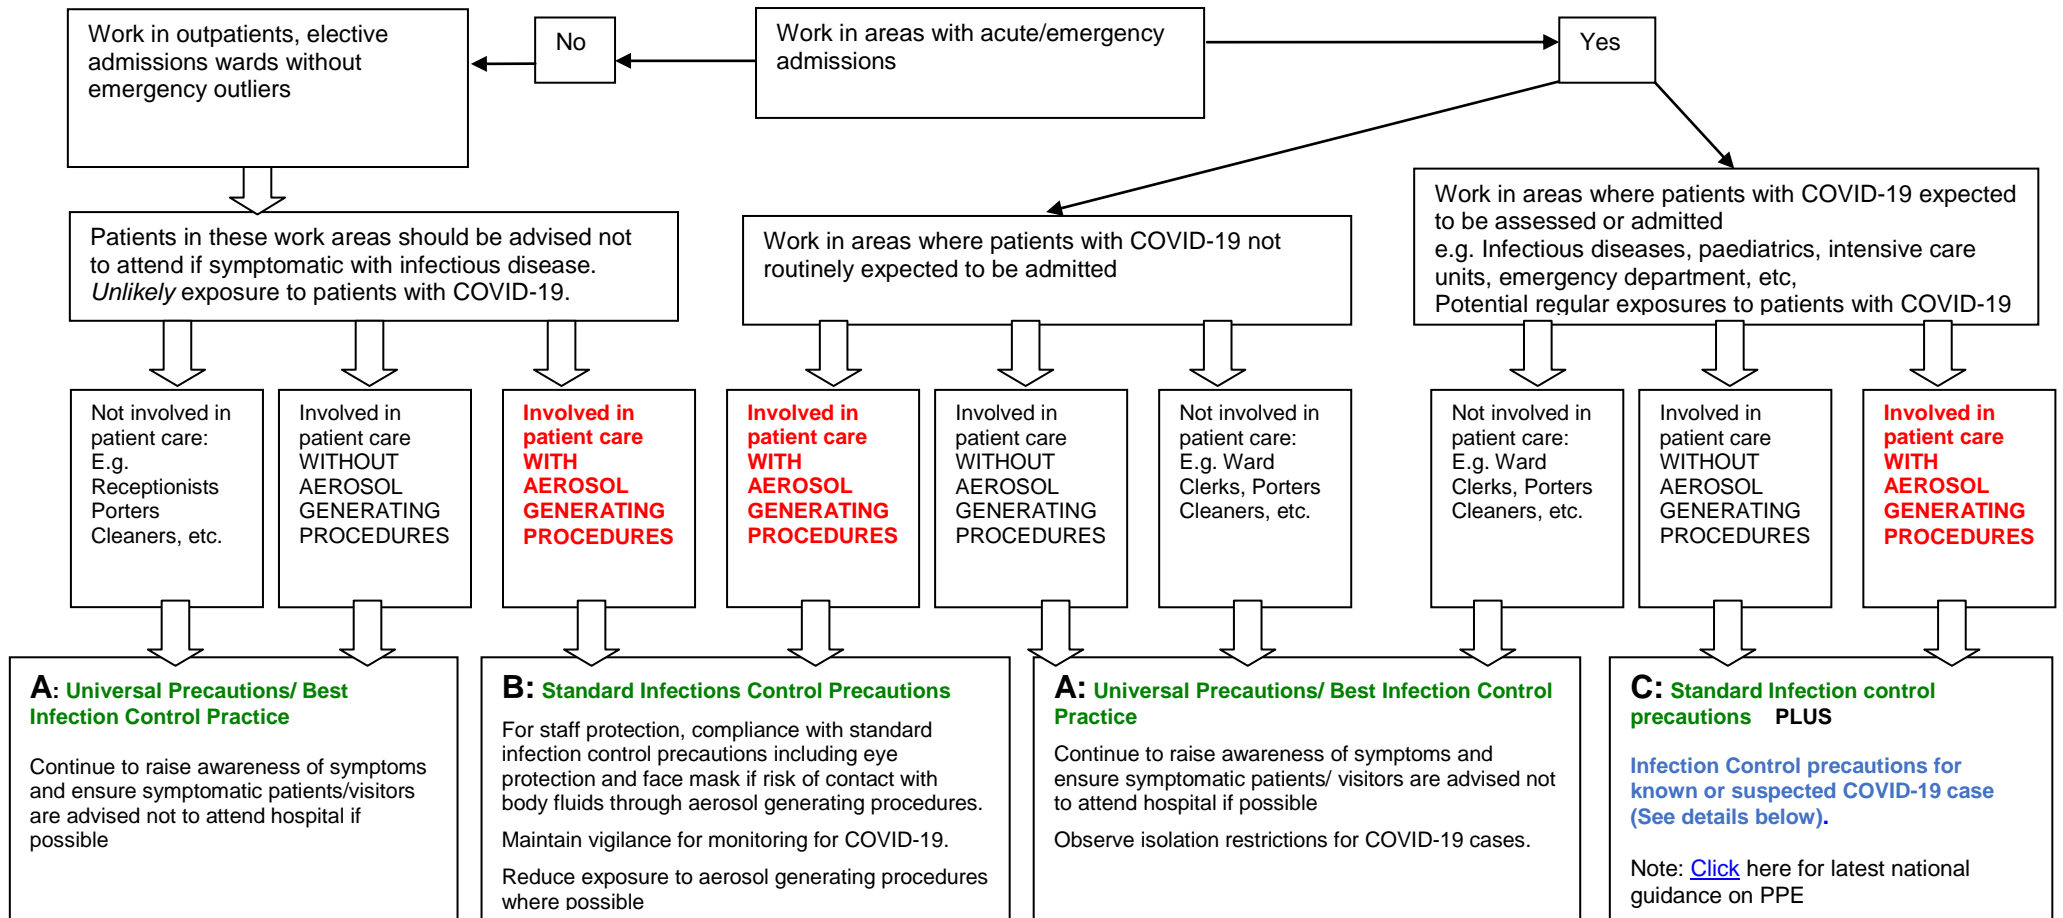 Work in outpatients, elective
admissions wards without
emergency outliers
No
Work in areas with acute/emergency
admissions
Yes
Patients in these work areas should be advised not
to attend if symptomatic with infectious disease.
Unlikely exposure to patients with COVID-19.
Work in areas where patients with COVID-19 not
routinely expected to be admitted
Work in areas where patients with COVID-19 expected
to be assessed or admitted
e.g. Infectious diseases, paediatrics, intensive care
units, emergency department, etc,
Potential regular exposures to patients with COVID-19
Not involved in
patient care:
E.g.
Receptionists
Porters
Cleaners, etc.
Involved in
patient care
WITHOUT
AEROSOL
GENERATING
PROCEDURES
Involved in
patient care
WITH
AEROSOL
GENERATING
PROCEDURES
Involved in
patient care
WITH
AEROSOL
GENERATING
PROCEDURES
Involved in
patient care
WITHOUT
AEROSOL
GENERATING
PROCEDURES
Not involved in
patient care:
E.g. Ward
Clerks, Porters
Cleaners, etc.
Not involved in
patient care:
E.g. Ward
Clerks, Porters
Cleaners, etc.
Involved in
patient care
WITHOUT
AEROSOL
GENERATING
PROCEDURES
Involved in
patient care
WITH
AEROSOL
GENERATING
PROCEDURES
A: Universal Precautions/ Best
Infection Control Practice
Continue to raise awareness of symptoms
and ensure symptomatic patients/visitors
are advised not to attend hospital if
possible
B: Standard Infections Control Precautions
For staff protection, compliance with standard
infection control precautions including eye
protection and face mask if risk of contact with
body fluids through aerosol generating procedures.
Maintain vigilance for monitoring for COVID-19.
Reduce exposure to aerosol generating procedures
where possible
A: Universal Precautions/ Best Infection Control
Practice
Continue to raise awareness of symptoms and
ensure symptomatic patients/ visitors are advised not
to attend hospital if possible
Observe isolation restrictions for COVID-19 cases.
C: Standard Infection control
precautions PLUS
Infection Control precautions for
known or suspected COVID-19 case
(See details below).
Note: Click here for latest national
guidance on PPE